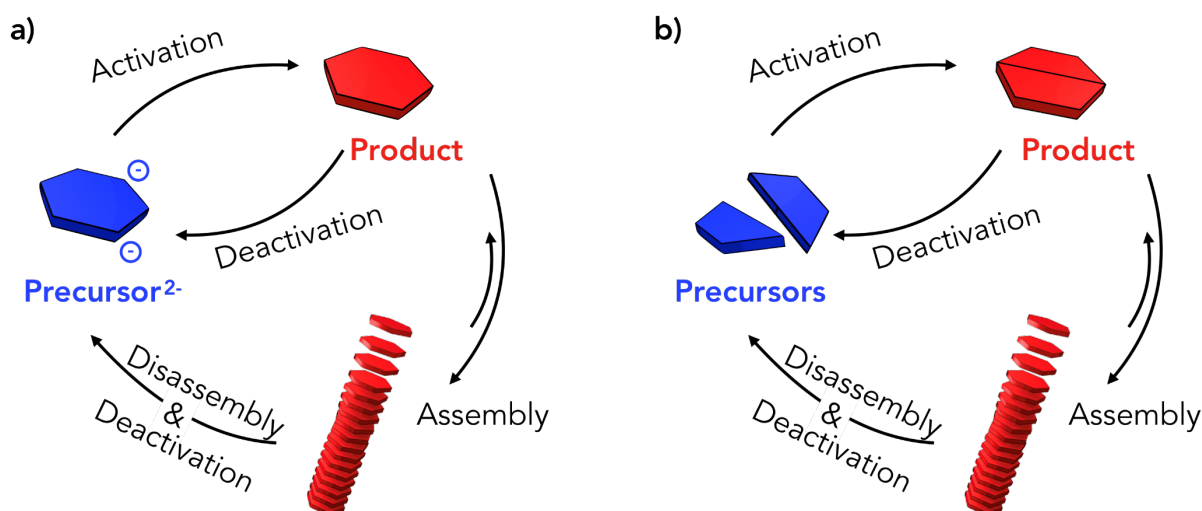 a)
Activation
Product
⊖
Deactivation
⊖
Precursor²⁻
Disassembly
&
Deactivation
Assembly
b)
Activation
Product
Deactivation
Precursors
Disassembly
&
Deactivation
Assembly